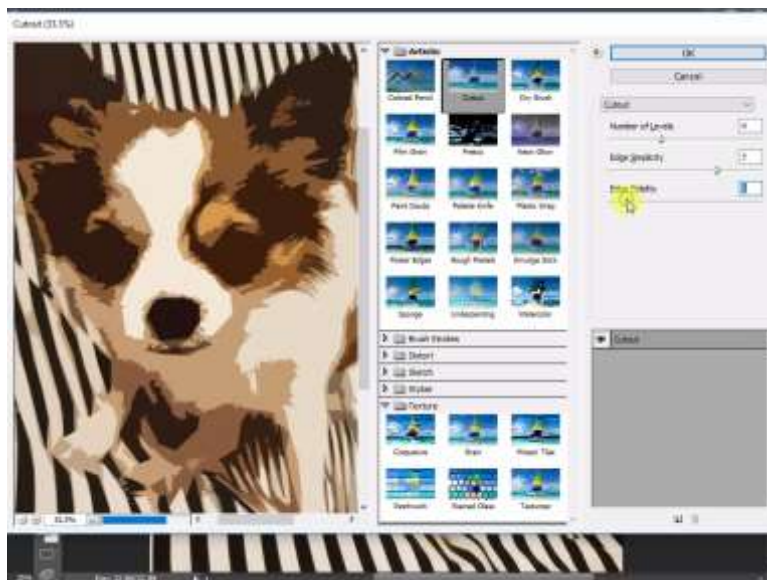 Cutout (33.3%)
Artistic
OK
Cancel
Colored Pencil
Cutout
Dry Brush
Cutout
Number of Levels
Film Grain
Fresco
Neon Glow
Edge Simplicity
Edge Fidelity
Paint Daubs
Palette Knife
Plastic Wrap
Poster Edges
Rough Pastels
Smudge Stick
Sponge
Underpainting
Watercolor
Brush Strokes
Cutout
Distort
Sketch
Stylize
Texture
Craquelure
Grain
Mosaic Tiles
Patchwork
Stained Glass
Texturizer
33.3%